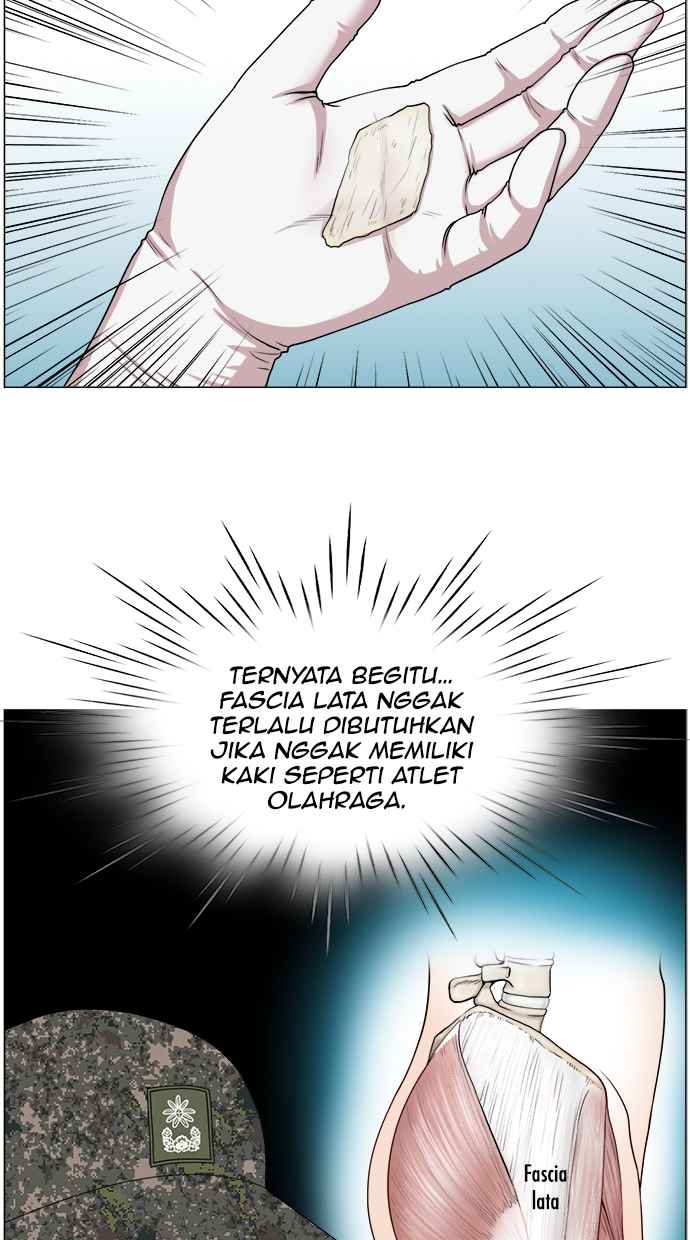 TERNYATA BEGITU...
FASCIA LATA NGGAK
TERLALU DIBUTUHKAN
JIKA NGGAK MEMILIKI
KAKI SEPERTI ATLET
OLAHRAGA.
Fascia
lata